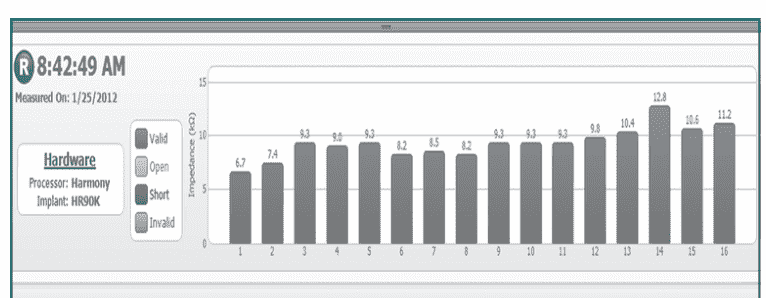 R 8:42:49 AM
Measured On: 1/25/2012
Hardware
Processor: Harmony
Implant: HR90K
Valid
Open
Short
Invalid
Impedance (kΩ)
15
10
5
0
6.7 7.4 9.3 9.0 9.3 8.2 8.5 8.2 9.3 9.3 9.3 9.8 10.4 12.8 10.6 11.2
1 2 3 4 5 6 7 8 9 10 11 12 13 14 15 16